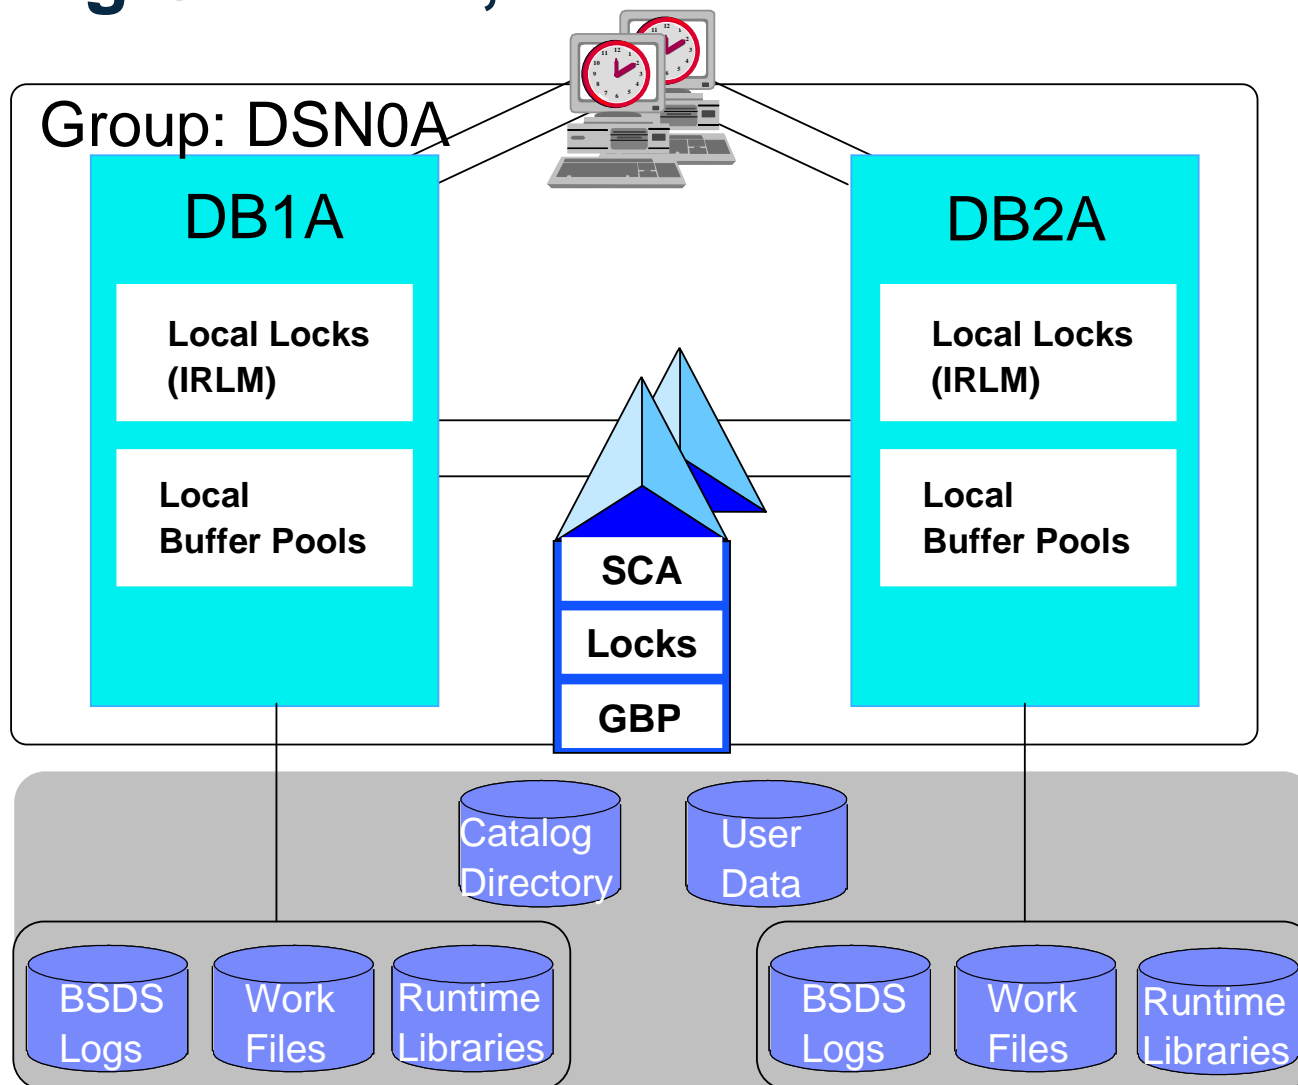 Group: DSN0A
DB1A
DB2A
Local Locks
(IRLM)
Local Locks
(IRLM)
Local
Buffer Pools
Local
Buffer Pools
SCA
Locks
GBP
Catalog
Directory
User
Data
BSDS
Logs
Work
Files
Runtime
Libraries
BSDS
Logs
Work
Files
Runtime
Libraries